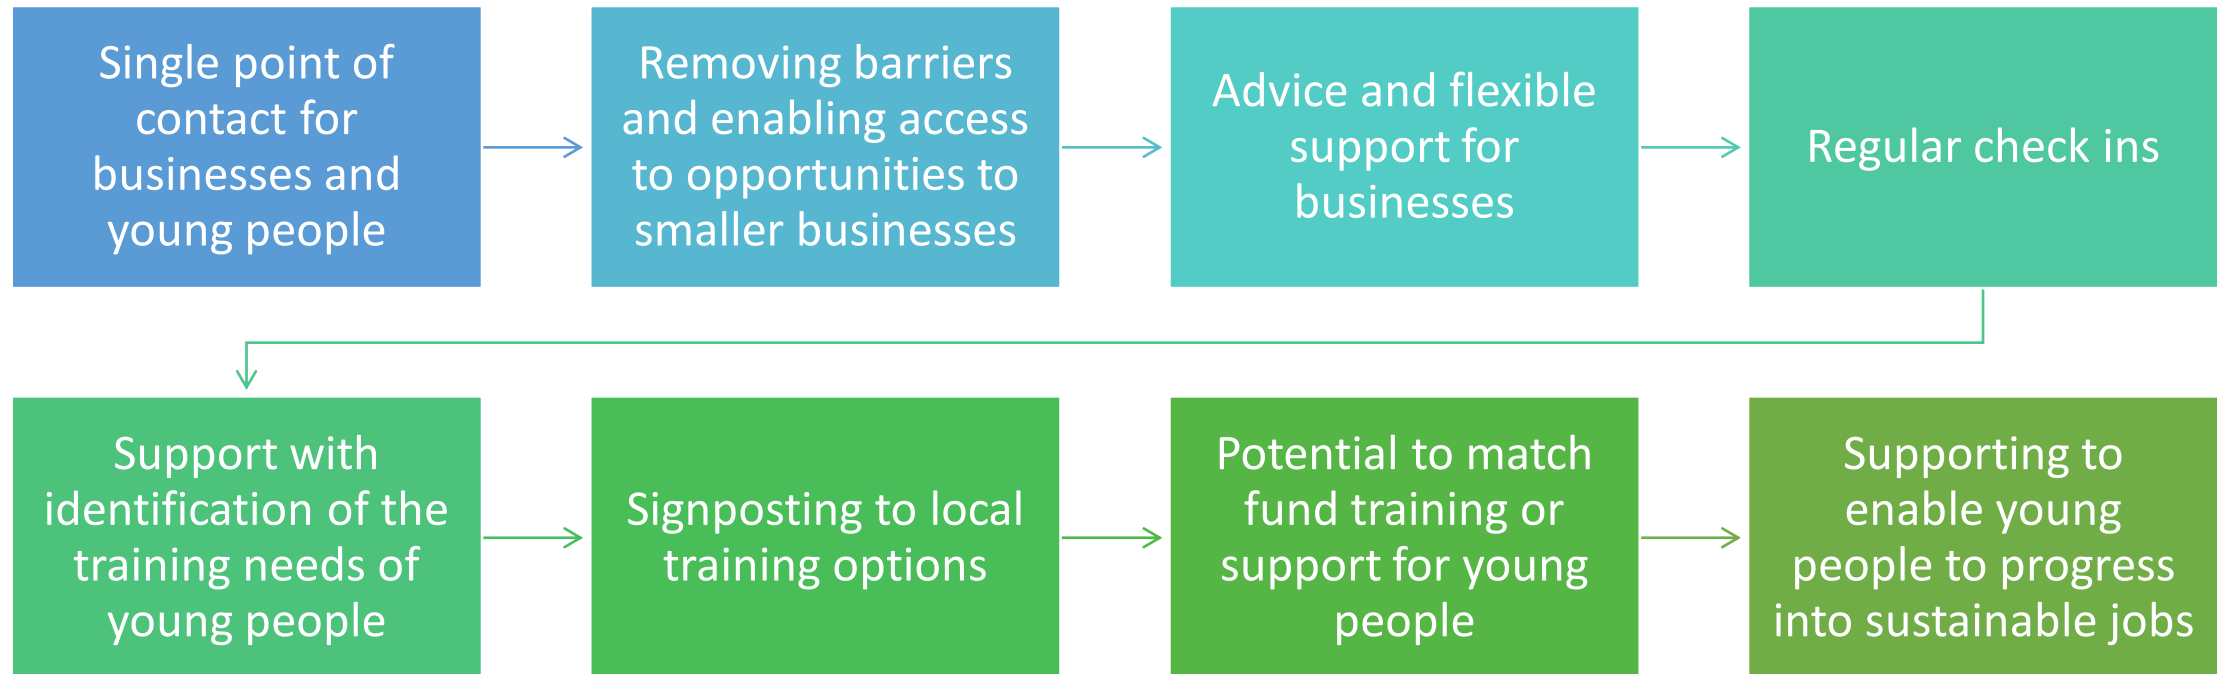 Single point of
contact for
businesses and
young people
Removing barriers
and enabling access
to opportunities to
smaller businesses
Advice and flexible
support for
businesses
Regular check ins
Support with
identification of the
training needs of
young people
Signposting to local
training options
Potential to match
fund training or
support for young
people
Supporting to
enable young
people to progress
into sustainable jobs